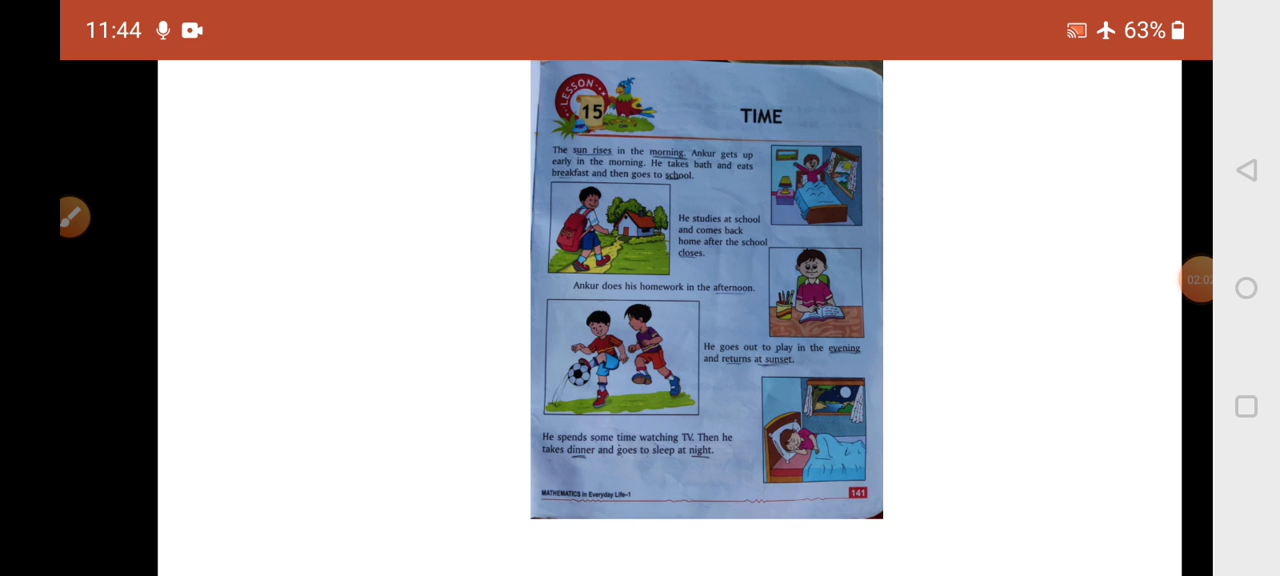 11:44
63%
02:02
LESSON
15
TIME
The sun rises in the morning. Ankur gets up
early in the morning. He takes bath and eats
breakfast and then goes to school.
He studies at school
and comes back
home after the school
closes.
Ankur does his homework in the afternoon.
He goes out to play in the evening
and returns at sunset.
He spends some time watching TV. Then he
takes dinner and goes to sleep at night.
MATHEMATICS in Everyday Life–1
141